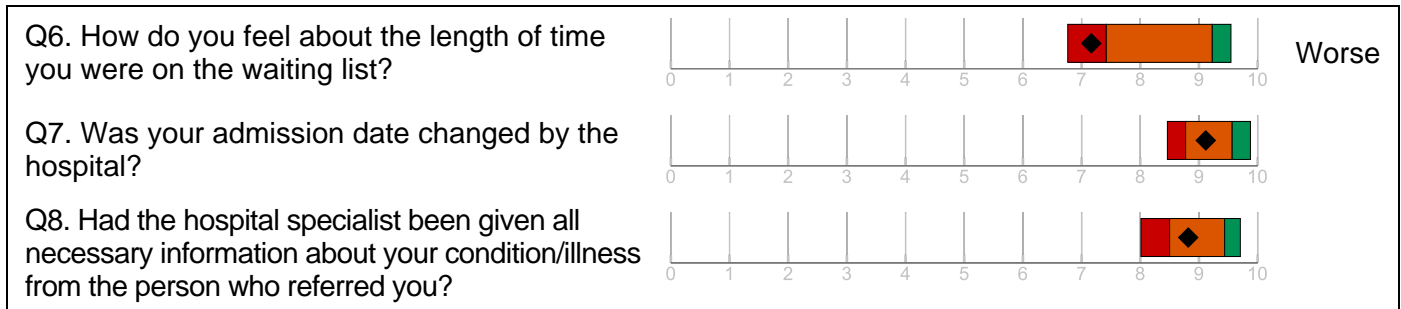 Q6. How do you feel about the length of time
you were on the waiting list?
0 1 2 3 4 5 6 7 8 9 10
Worse
Q7. Was your admission date changed by the
hospital?
0 1 2 3 4 5 6 7 8 9 10
Q8. Had the hospital specialist been given all
necessary information about your condition/illness
from the person who referred you?
0 1 2 3 4 5 6 7 8 9 10